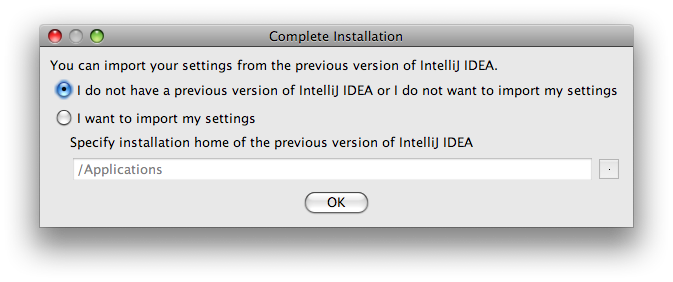 Complete Installation
You can import your settings from the previous version of IntelliJ IDEA.
I do not have a previous version of IntelliJ IDEA or I do not want to import my settings
I want to import my settings
Specify installation home of the previous version of IntelliJ IDEA
/Applications
.
OK